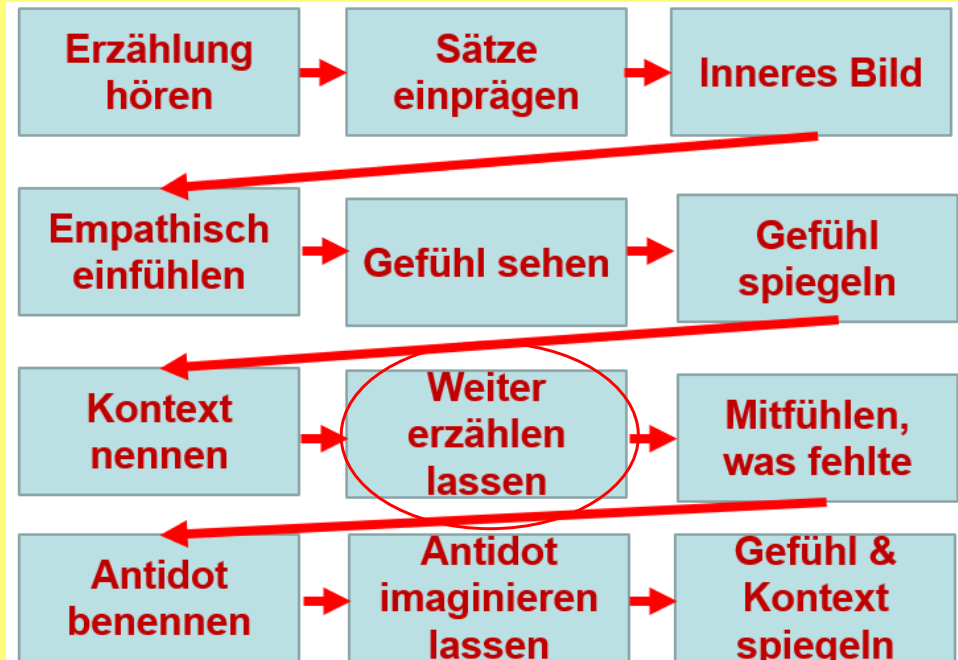 Erzählung
hören
Sätze
einprägen
Inneres Bild
Empathisch
einfühlen
Gefühl sehen
Gefühl
spiegeln
Kontext
nennen
Weiter
erzählen
lassen
Mitfühlen,
was fehlte
Antidot
benennen
Antidot
imaginieren
lassen
Gefühl &
Kontext
spiegeln